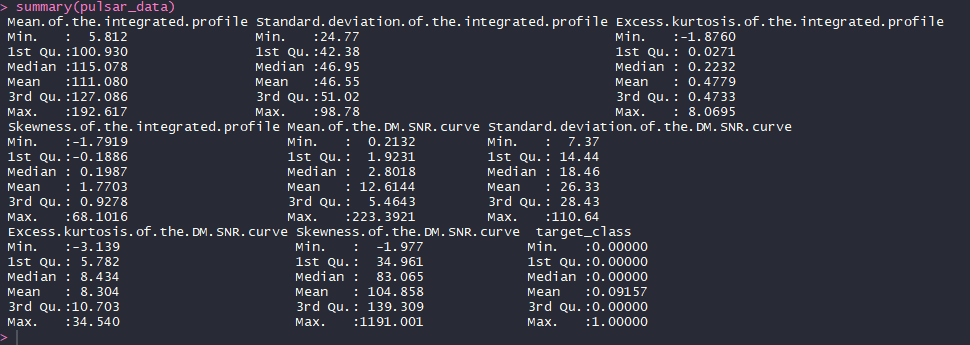 > summary(pulsar_data)
 Mean.of.the.integrated.profile Standard.deviation.of.the.integrated.profile Excess.kurtosis.of.the.integrated.profile
 Min.   :  5.812                Min.   :24.77                                Min.   :-1.8760
 1st Qu.:100.930                1st Qu.:42.38                                1st Qu.: 0.0271
 Median :115.078                Median :46.95                                Median : 0.2232
 Mean   :111.080                Mean   :46.55                                Mean   : 0.4779
 3rd Qu.:127.086                3rd Qu.:51.02                                3rd Qu.: 0.4733
 Max.   :192.617                Max.   :98.78                                Max.   : 8.0695
 Skewness.of.the.integrated.profile Mean.of.the.DM.SNR.curve Standard.deviation.of.the.DM.SNR.curve
 Min.   :-1.7919                    Min.   :  0.2132         Min.   :  7.37
 1st Qu.:-0.1886                    1st Qu.:  1.9231         1st Qu.: 14.44
 Median : 0.1987                    Median :  2.8018         Median : 18.46
 Mean   : 1.7703                    Mean   : 12.6144         Mean   : 26.33
 3rd Qu.: 0.9278                    3rd Qu.:  5.4643         3rd Qu.: 28.43
 Max.   :68.1016                    Max.   :223.3921         Max.   :110.64
 Excess.kurtosis.of.the.DM.SNR.curve Skewness.of.the.DM.SNR.curve  target_class
 Min.   :-3.139                      Min.   :  -1.977             Min.   :0.00000
 1st Qu.: 5.782                      1st Qu.:  34.961             1st Qu.:0.00000
 Median : 8.434                      Median :  83.065             Median :0.00000
 Mean   : 8.304                      Mean   : 104.858             Mean   :0.09157
 3rd Qu.:10.703                      3rd Qu.: 139.309             3rd Qu.:0.00000
 Max.   :34.540                      Max.   :1191.001             Max.   :1.00000
>